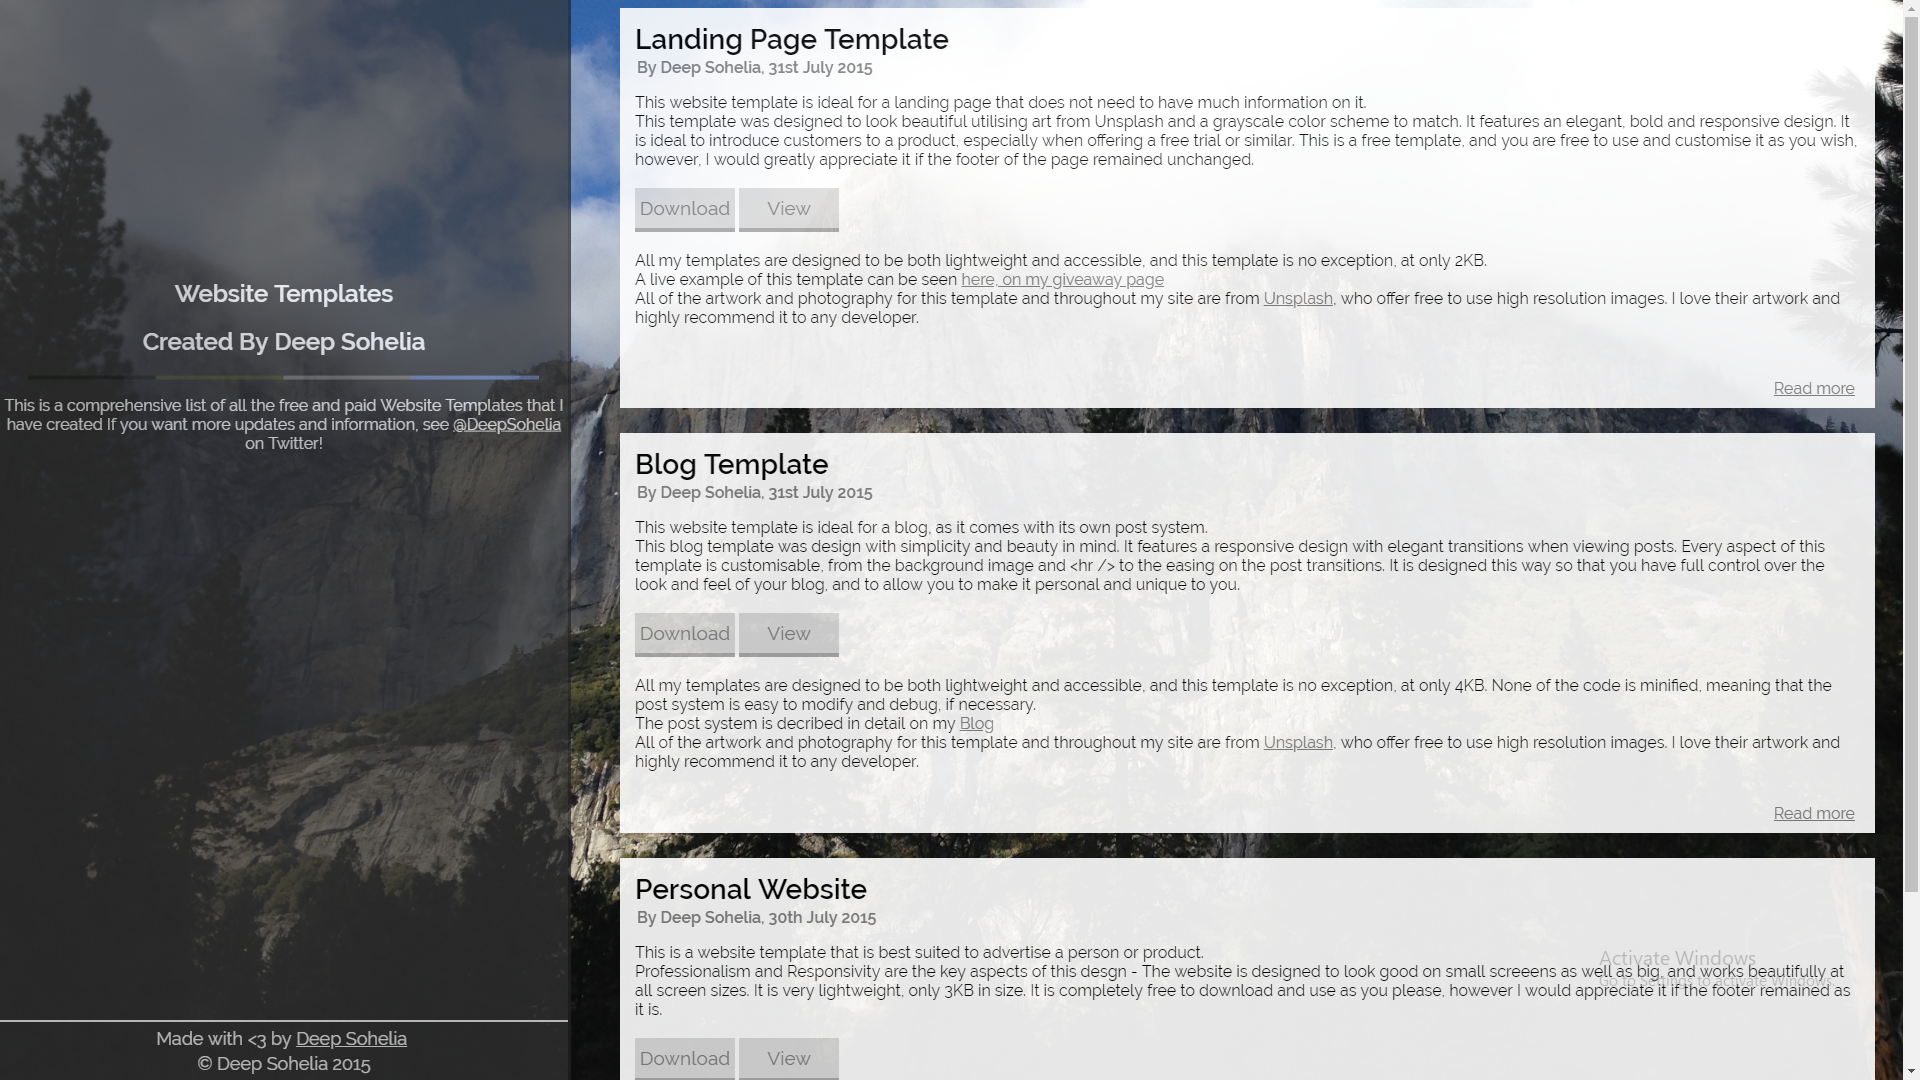 Website Templates
Created By Deep Sohelia
This is a comprehensive list of all the free and paid Website Templates that I
have created If you want more updates and information, see @DeepSohelia
on Twitter!
Made with <3 by Deep Sohelia
© Deep Sohelia 2015
Landing Page Template
By Deep Sohelia, 31st July 2015
This website template is ideal for a landing page that does not need to have much information on it.
This template was designed to look beautiful utilising art from Unsplash and a grayscale color scheme to match. It features an elegant, bold and responsive design. It
is ideal to introduce customers to a product, especially when offering a free trial or similar. This is a free template, and you are free to use and customise it as you wish,
however, I would greatly appreciate it if the footer of the page remained unchanged.
Download View
All my templates are designed to be both lightweight and accessible, and this template is no exception, at only 2KB.
A live example of this template can be seen here, on my giveaway page
All of the artwork and photography for this template and throughout my site are from Unsplash, who offer free to use high resolution images. I love their artwork and
highly recommend it to any developer.
Read more
Blog Template
By Deep Sohelia, 31st July 2015
This website template is ideal for a blog, as it comes with its own post system.
This blog template was design with simplicity and beauty in mind. It features a responsive design with elegant transitions when viewing posts. Every aspect of this
template is customisable, from the background image and <hr /> to the easing on the post transitions. It is designed this way so that you have full control over the
look and feel of your blog, and to allow you to make it personal and unique to you.
Download View
All my templates are designed to be both lightweight and accessible, and this template is no exception, at only 4KB. None of the code is minified, meaning that the
post system is easy to modify and debug, if necessary.
The post system is decribed in detail on my Blog
All of the artwork and photography for this template and throughout my site are from Unsplash, who offer free to use high resolution images. I love their artwork and
highly recommend it to any developer.
Read more
Personal Website
By Deep Sohelia, 30th July 2015
This is a website template that is best suited to advertise a person or product.
Professionalism and Responsivity are the key aspects of this desgn - The website is designed to look good on small screeens as well as big, and works beautifully at
all screen sizes. It is very lightweight, only 3KB in size. It is completely free to download and use as you please, however I would appreciate it if the footer remained as
it is.
Download View
Activate Windows
Go to Settings to activate Windows.